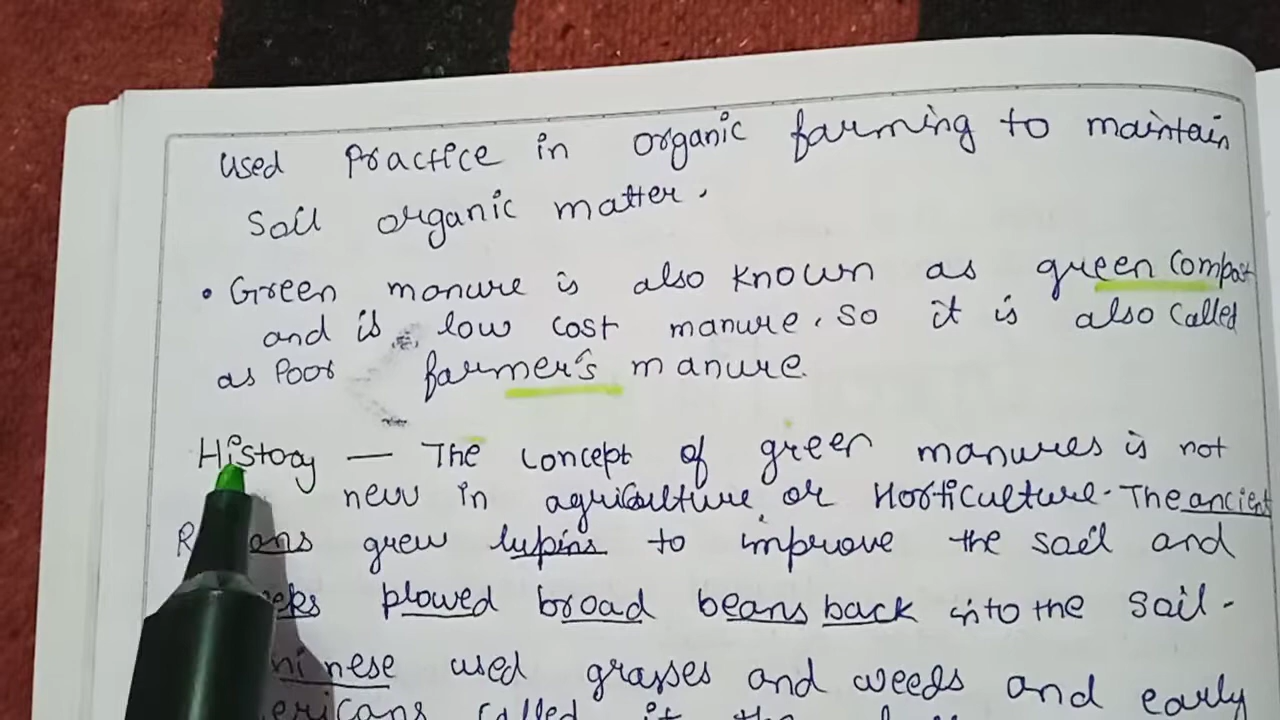 used Practice in organic farming to maintain
Soil organic matter.
• Green manure is also known as green Compost
and is low cost manure. So it is also Called
as Poor farmer's manure.
History — The concept of green manures is not
new in agriculture or Horticulture. The ancient
grew lupins to improve the soil and
plowed broad beans back into the soil.
used grasses and weeds and early
called it the